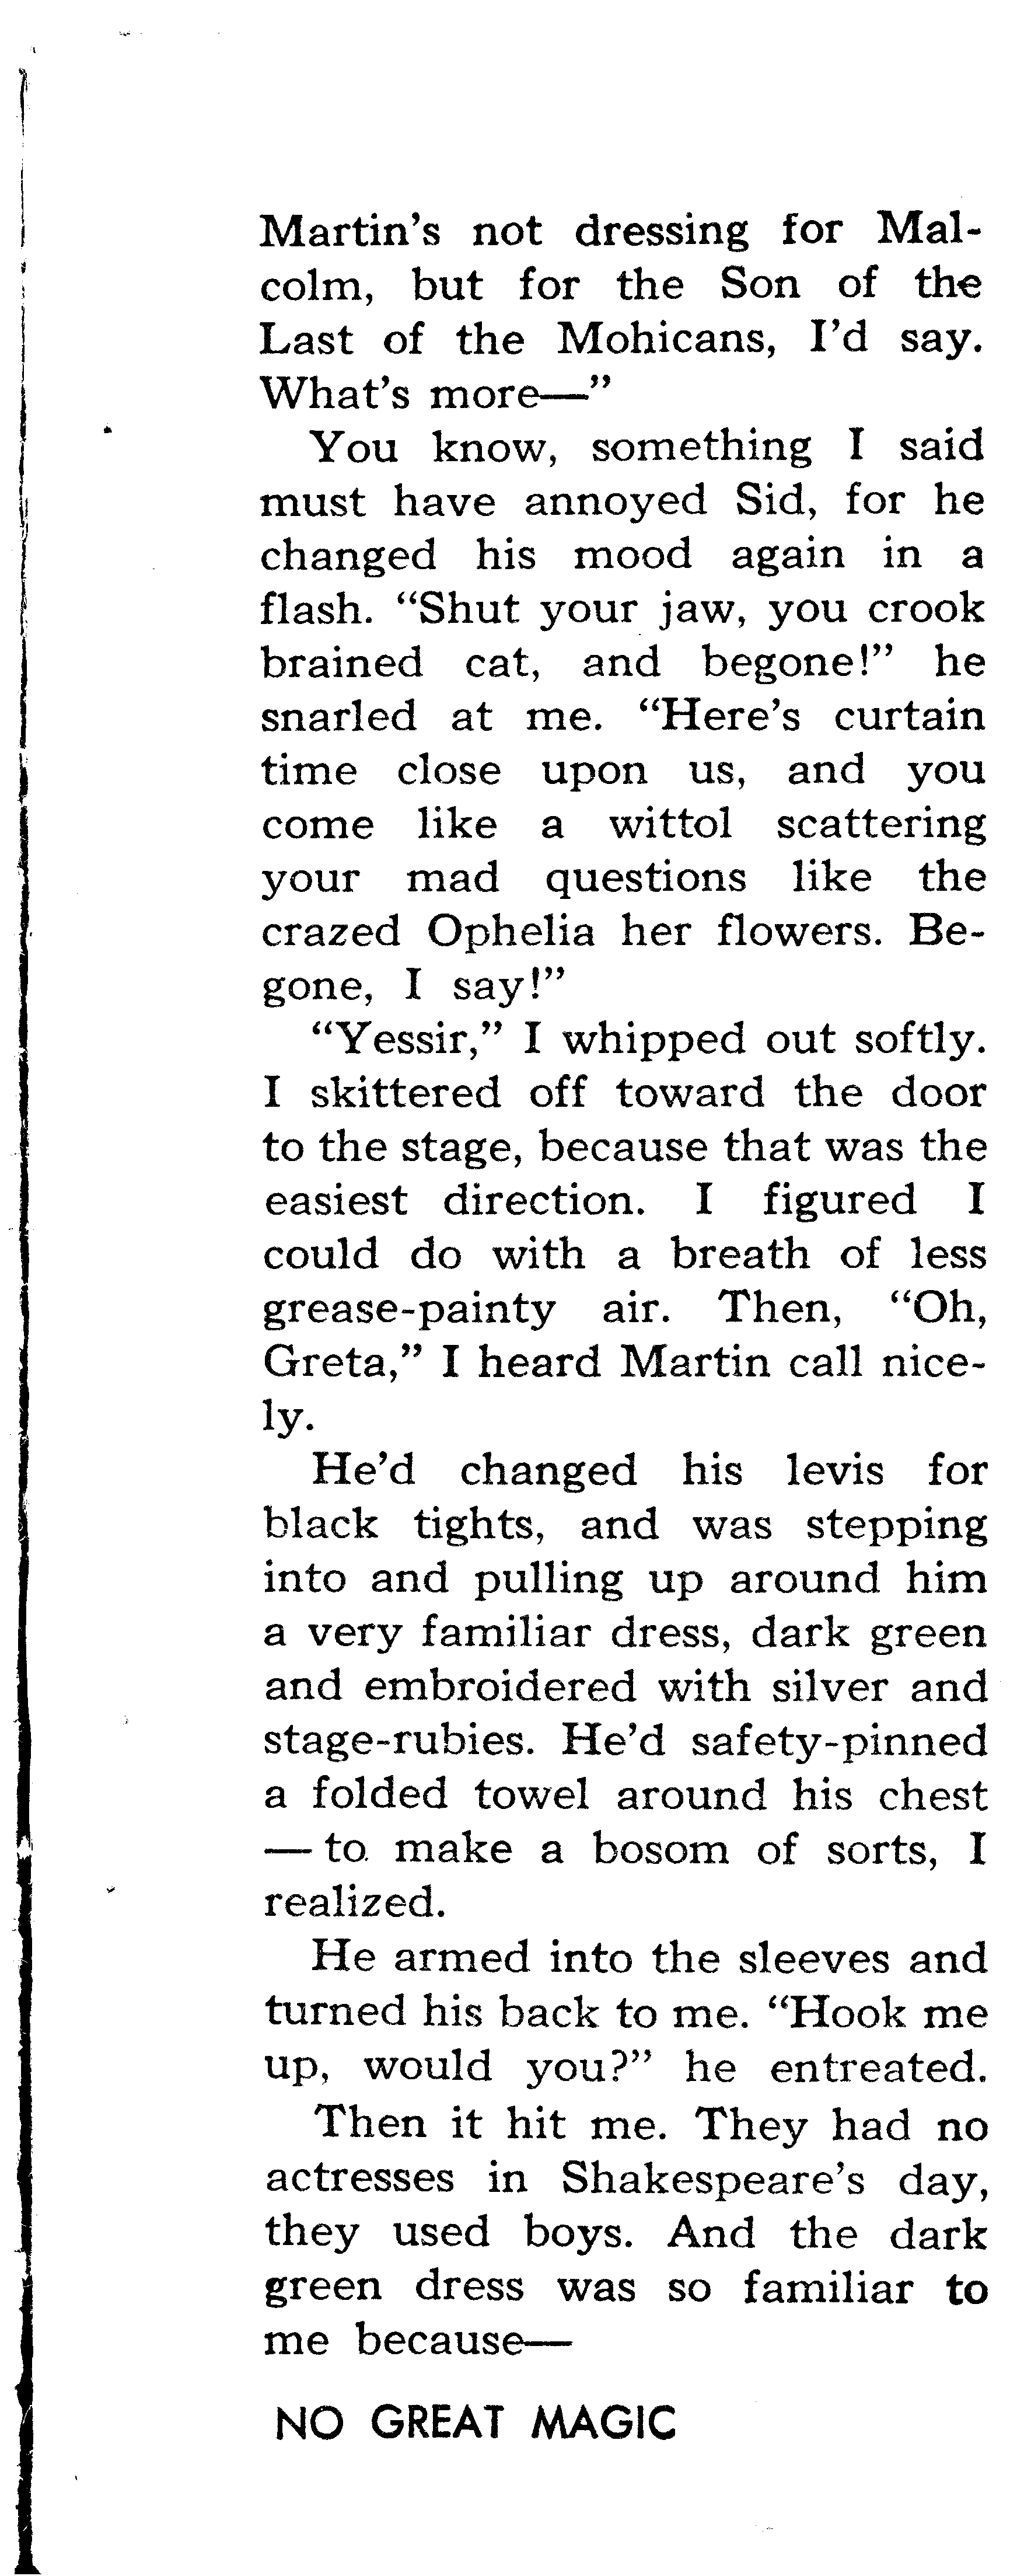 Martin's not dressing for Mal-
colm, but for the Son of the
Last of the Mohicans, I'd say.
What's more—"
You know, something I said
must have annoyed Sid, for he
changed his mood again in a
flash. "Shut your jaw, you crook
brained cat, and begone!" he
snarled at me. "Here's curtain
time close upon us, and you
come like a wittol scattering
your mad questions like the
crazed Ophelia her flowers. Be-
gone, I say!"
"Yessir," I whipped out softly.
I skittered off toward the door
to the stage, because that was the
easiest direction. I figured I
could do with a breath of less
grease-painty air. Then, "Oh,
Greta," I heard Martin call nice-
ly.
He'd changed his levis for
black tights, and was stepping
into and pulling up around him
a very familiar dress, dark green
and embroidered with silver and
stage-rubies. He'd safety-pinned
a folded towel around his chest
— to make a bosom of sorts, I
realized.
He armed into the sleeves and
turned his back to me. "Hook me
up, would you?" he entreated.
Then it hit me. They had no
actresses in Shakespeare's day,
they used boys. And the dark
green dress was so familiar to
me because—
NO GREAT MAGIC